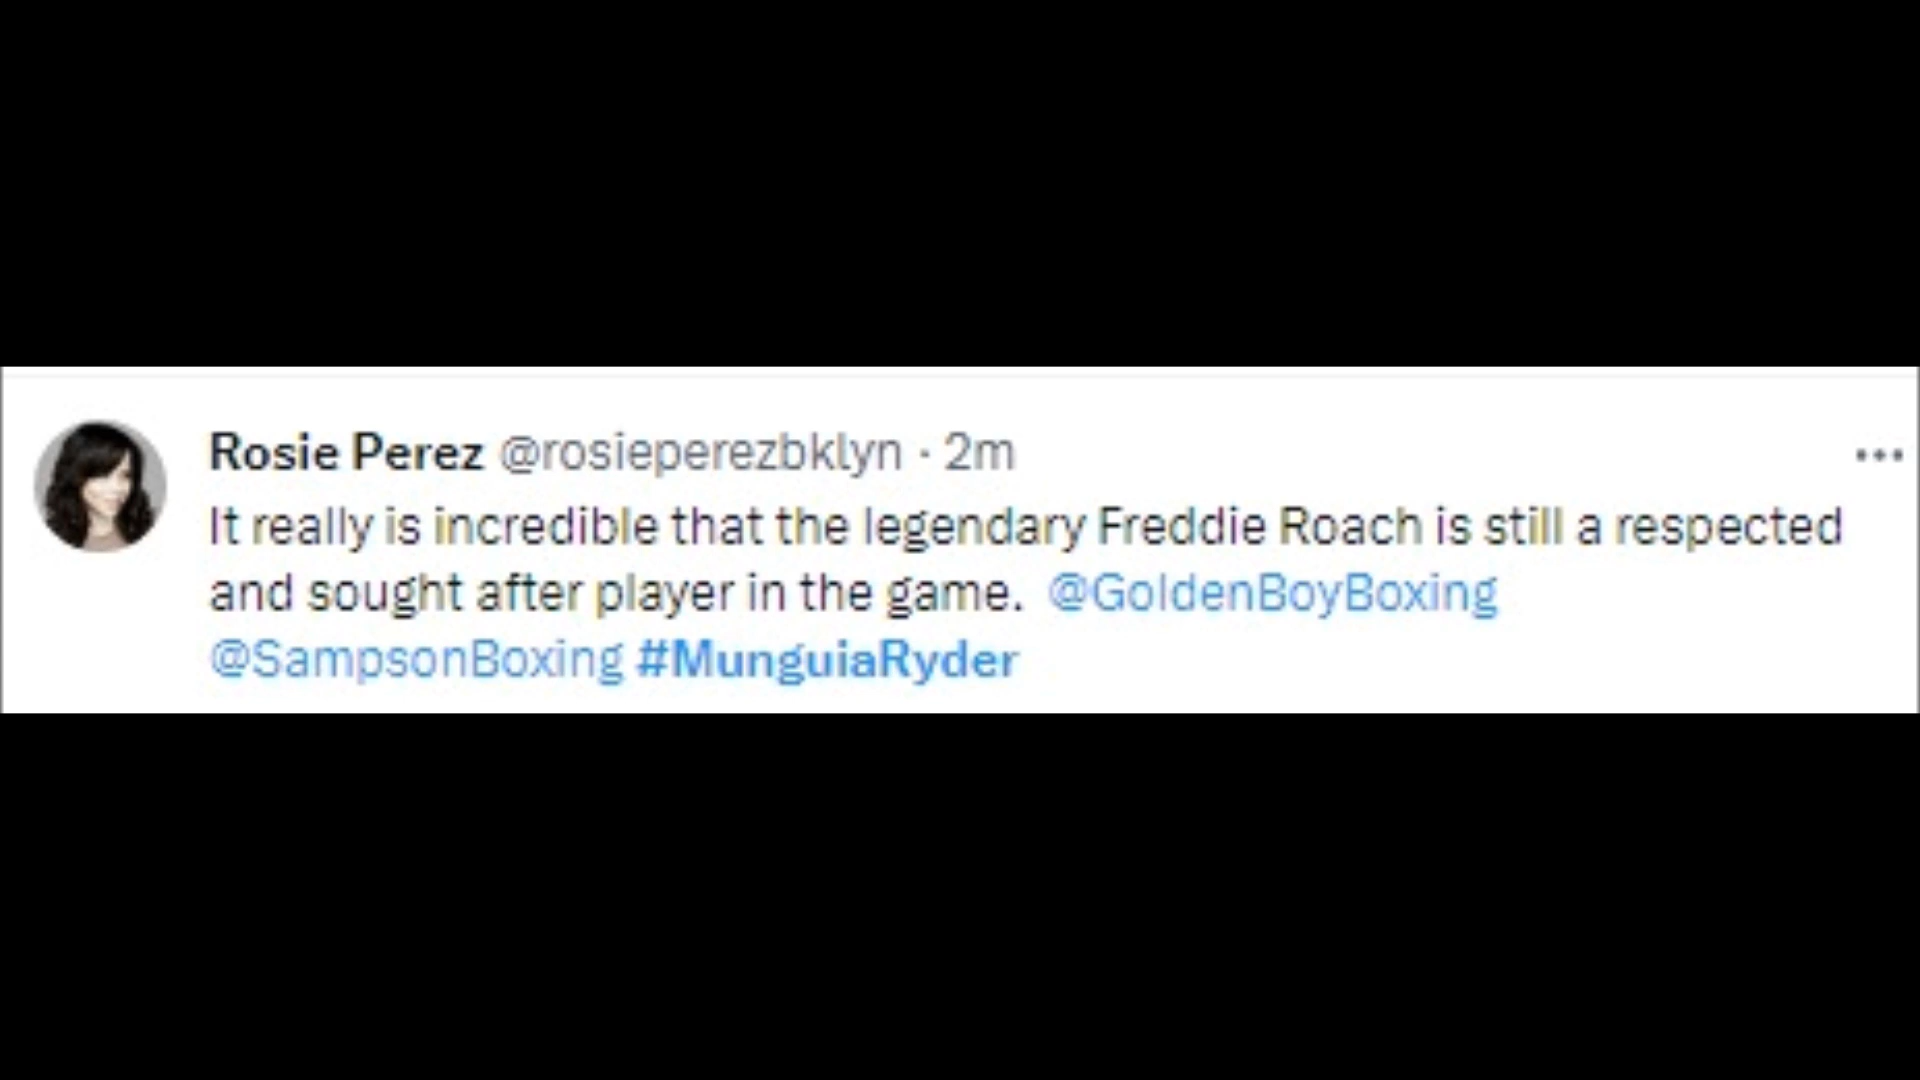 Rosie Perez @rosieperezbklyn · 2m
It really is incredible that the legendary Freddie Roach is still a respected
and sought after player in the game.  @GoldenBoyBoxing
@SampsonBoxing #MunguiaRyder